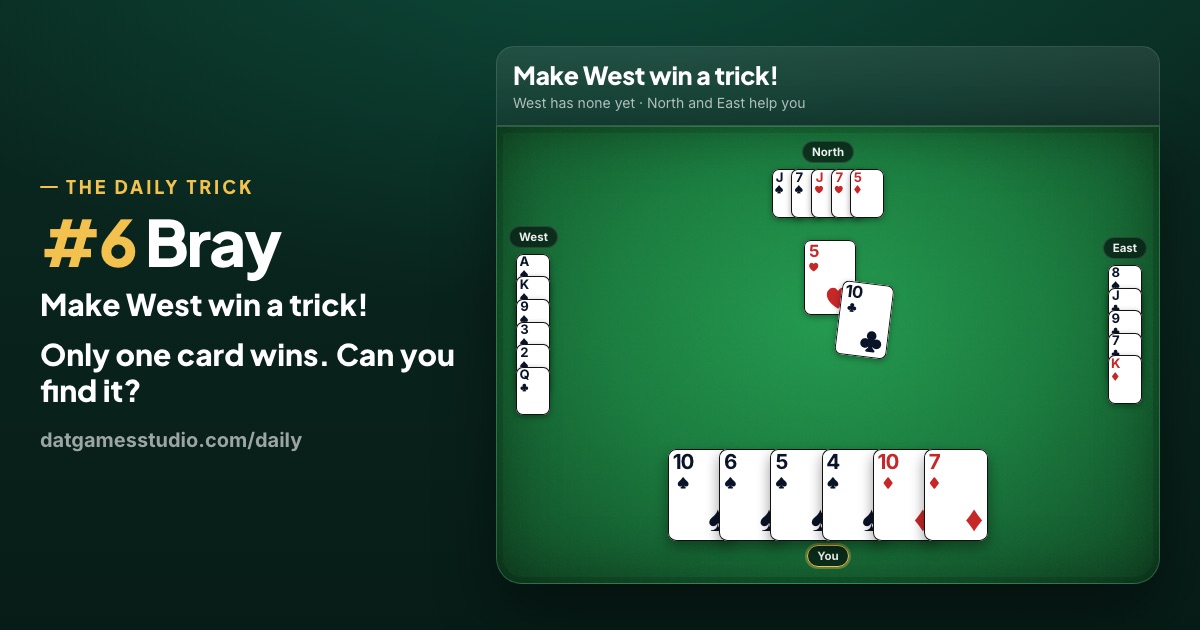 — THE DAILY TRICK
#6 Bray
Make West win a trick!
Only one card wins. Can you
find it?
datgamesstudio.com/daily
Make West win a trick!
West has none yet · North and East help you
North
J♠ 7♠ J♥ 7♥ 5♦
West
A♠
K♠
9♠
3♠
2♠
Q♣
5♥
10♣
East
8♠
J♣
9♣
7♣
K♦
10♠ 6♠ 5♠ 4♠ 10♦ 7♦
You